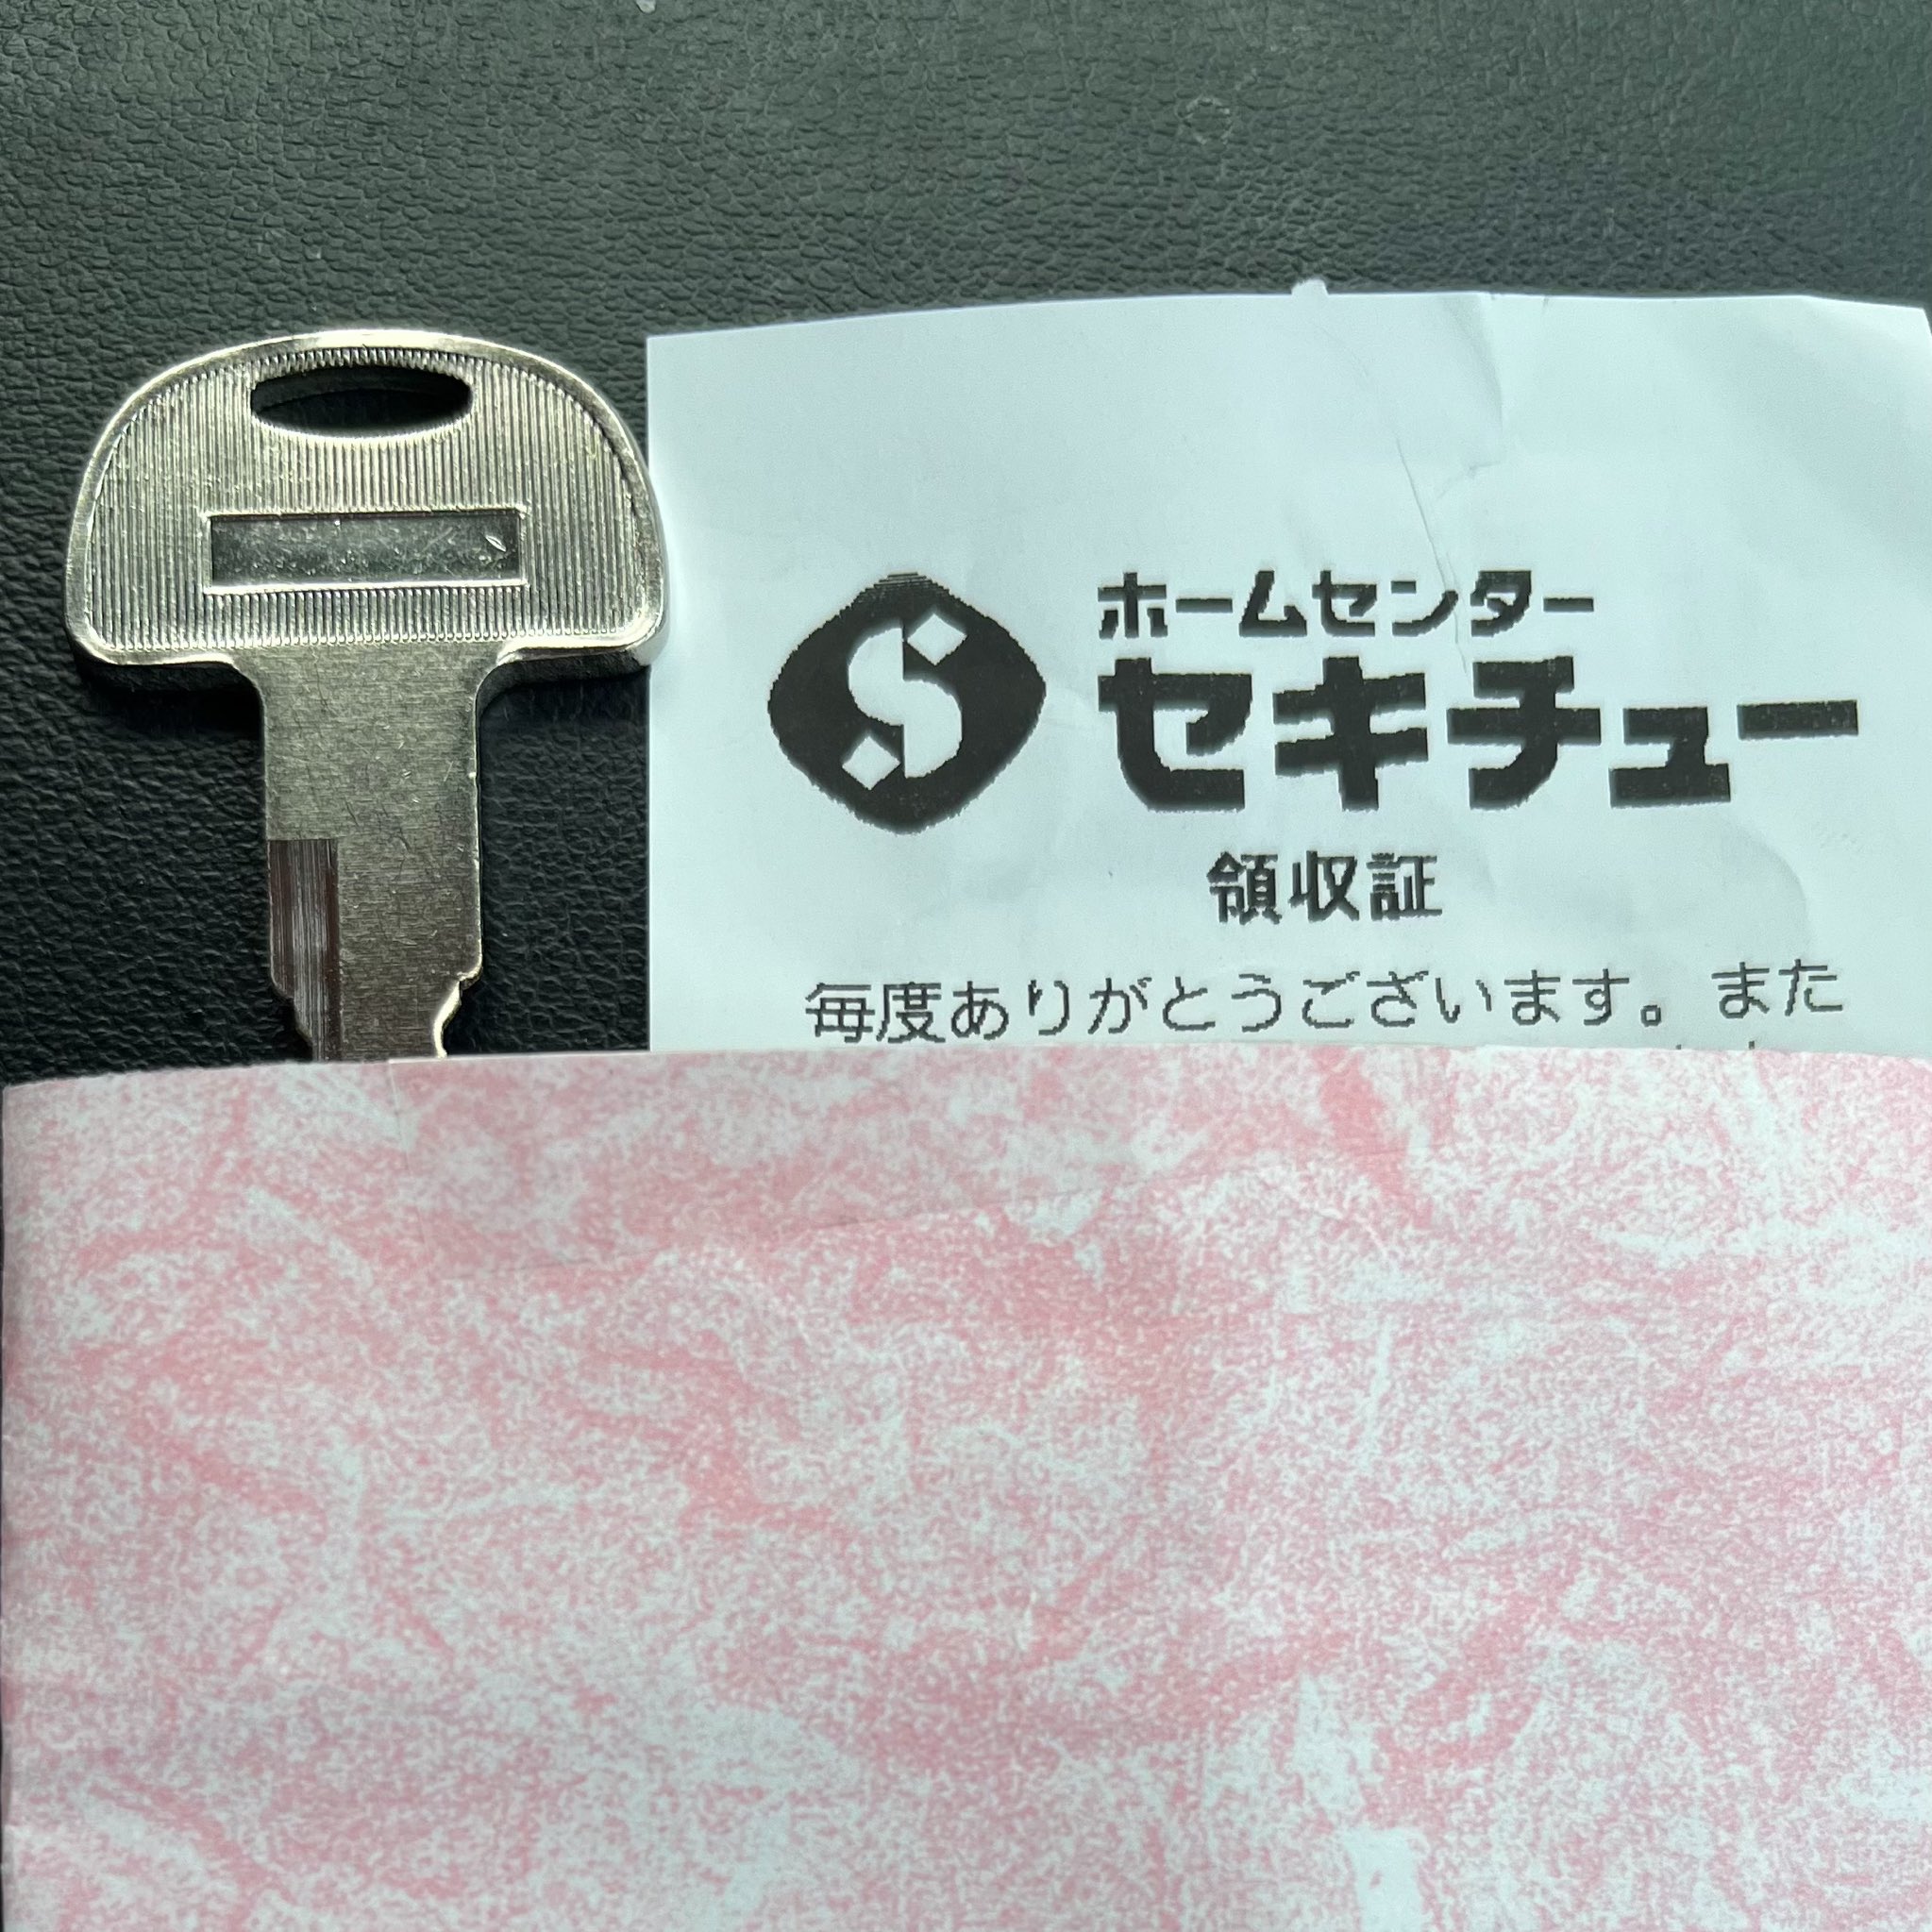 ホームセンター
セキチュー
領収証
毎度ありがとうございます。また